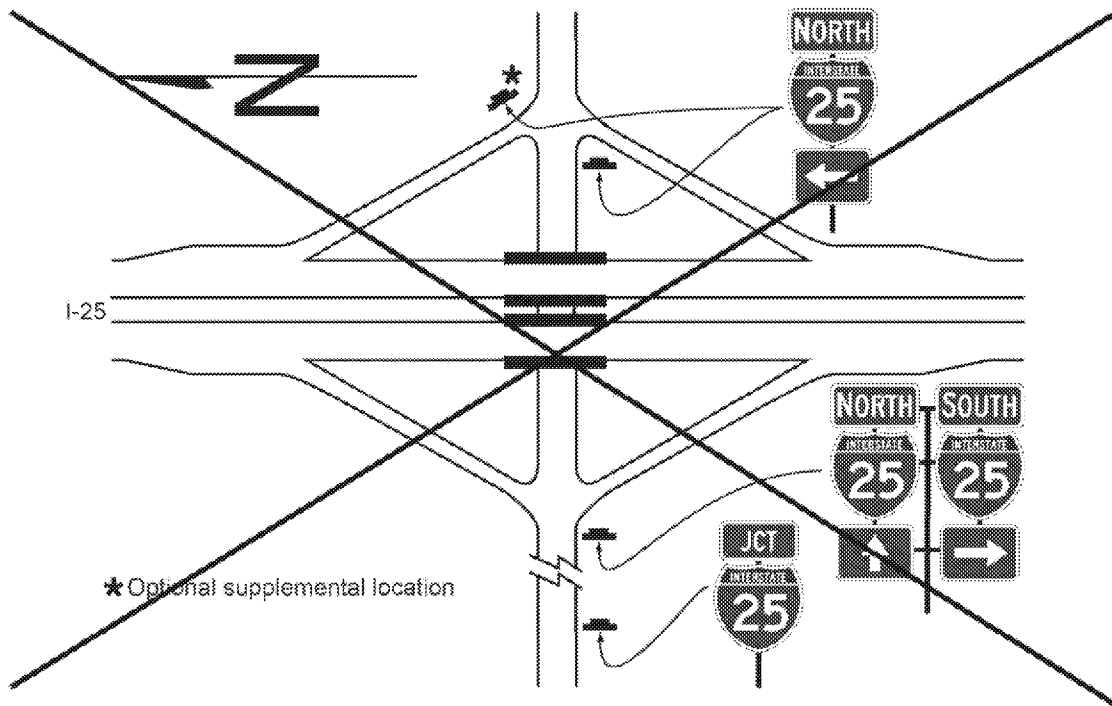 NORTH
INTERSTATE
25
N
*
I-25
NORTH SOUTH
INTERSTATE INTERSTATE
25 25
JCT
INTERSTATE
25
* Optional supplemental location